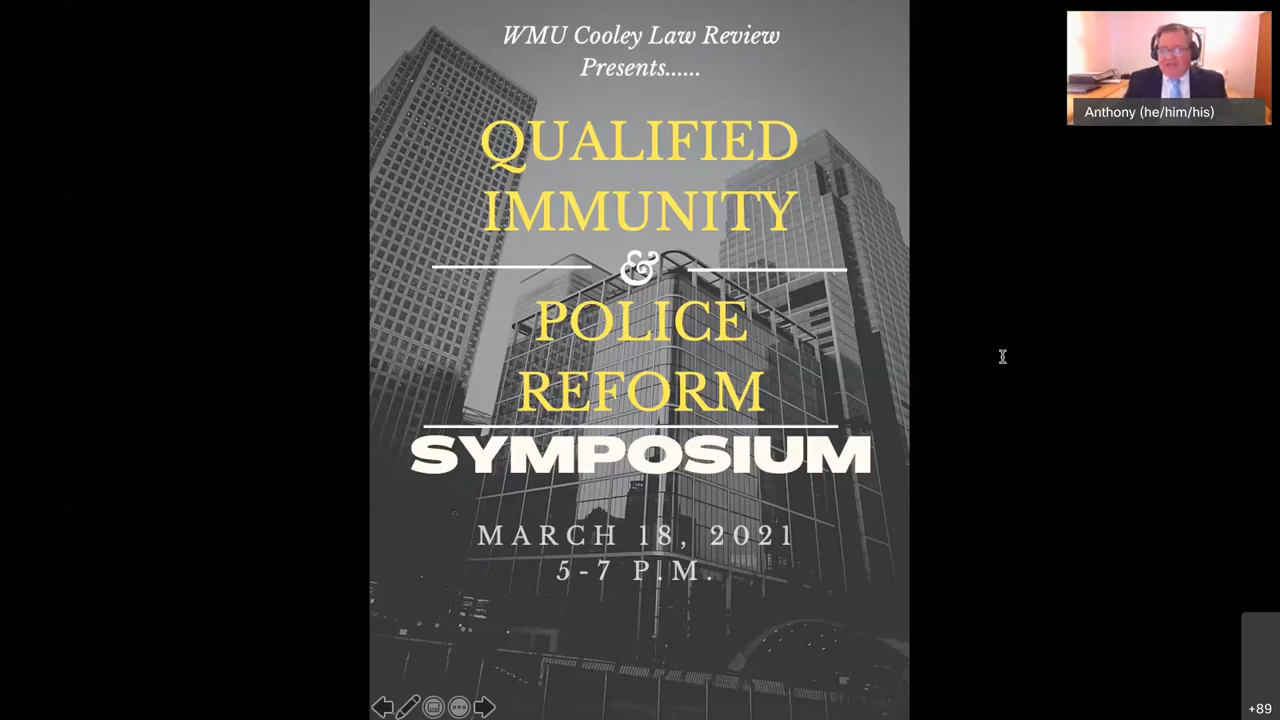 WMU Cooley Law Review
Presents......
QUALIFIED
IMMUNITY
&
POLICE
REFORM
SYMPOSIUM
MARCH 18, 2021
5-7 P.M.
Anthony (he/him/his)
+89